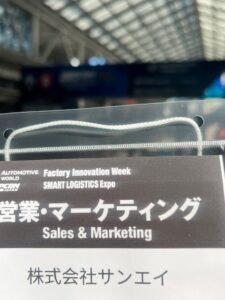 AUTOMOTIVE WORLD
Factory Innovation Week
SMART LOGISTICS Expo
営業・マーケティング
Sales & Marketing
株式会社サンエイ